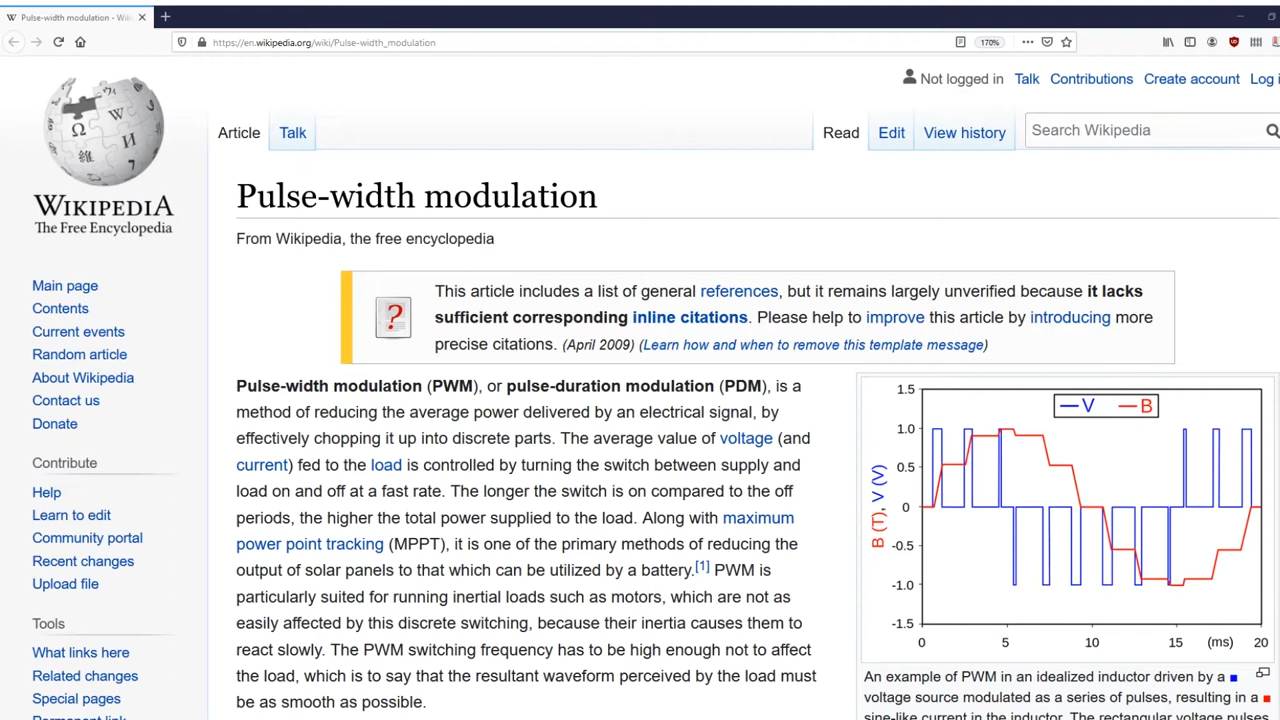 Pulse-width modulation - Wiki
https://en.wikipedia.org/wiki/Pulse-width_modulation
170%
Not logged in Talk Contributions Create account Log i
Article Talk Read Edit View history Search Wikipedia
WIKIPEDIA
The Free Encyclopedia
Pulse-width modulation
From Wikipedia, the free encyclopedia
This article includes a list of general references, but it remains largely unverified because it lacks
sufficient corresponding inline citations. Please help to improve this article by introducing more
precise citations. (April 2009) (Learn how and when to remove this template message)
Main page
Contents
Current events
Random article
About Wikipedia
Contact us
Donate
Contribute
Help
Learn to edit
Community portal
Recent changes
Upload file
Tools
What links here
Related changes
Special pages
Permanent link
Pulse-width modulation (PWM), or pulse-duration modulation (PDM), is a
method of reducing the average power delivered by an electrical signal, by
effectively chopping it up into discrete parts. The average value of voltage (and
current) fed to the load is controlled by turning the switch between supply and
load on and off at a fast rate. The longer the switch is on compared to the off
periods, the higher the total power supplied to the load. Along with maximum
power point tracking (MPPT), it is one of the primary methods of reducing the
output of solar panels to that which can be utilized by a battery.[1] PWM is
particularly suited for running inertial loads such as motors, which are not as
easily affected by this discrete switching, because their inertia causes them to
react slowly. The PWM switching frequency has to be high enough not to affect
the load, which is to say that the resultant waveform perceived by the load must
be as smooth as possible.
V B
B (T), V (V)
1.5
1.0
0.5
0
-0.5
-1.0
-1.5
0 5 10 15 (ms) 20
An example of PWM in an idealized inductor driven by a
voltage source modulated as a series of pulses, resulting in a
sine-like current in the inductor. The rectangular voltage pulses